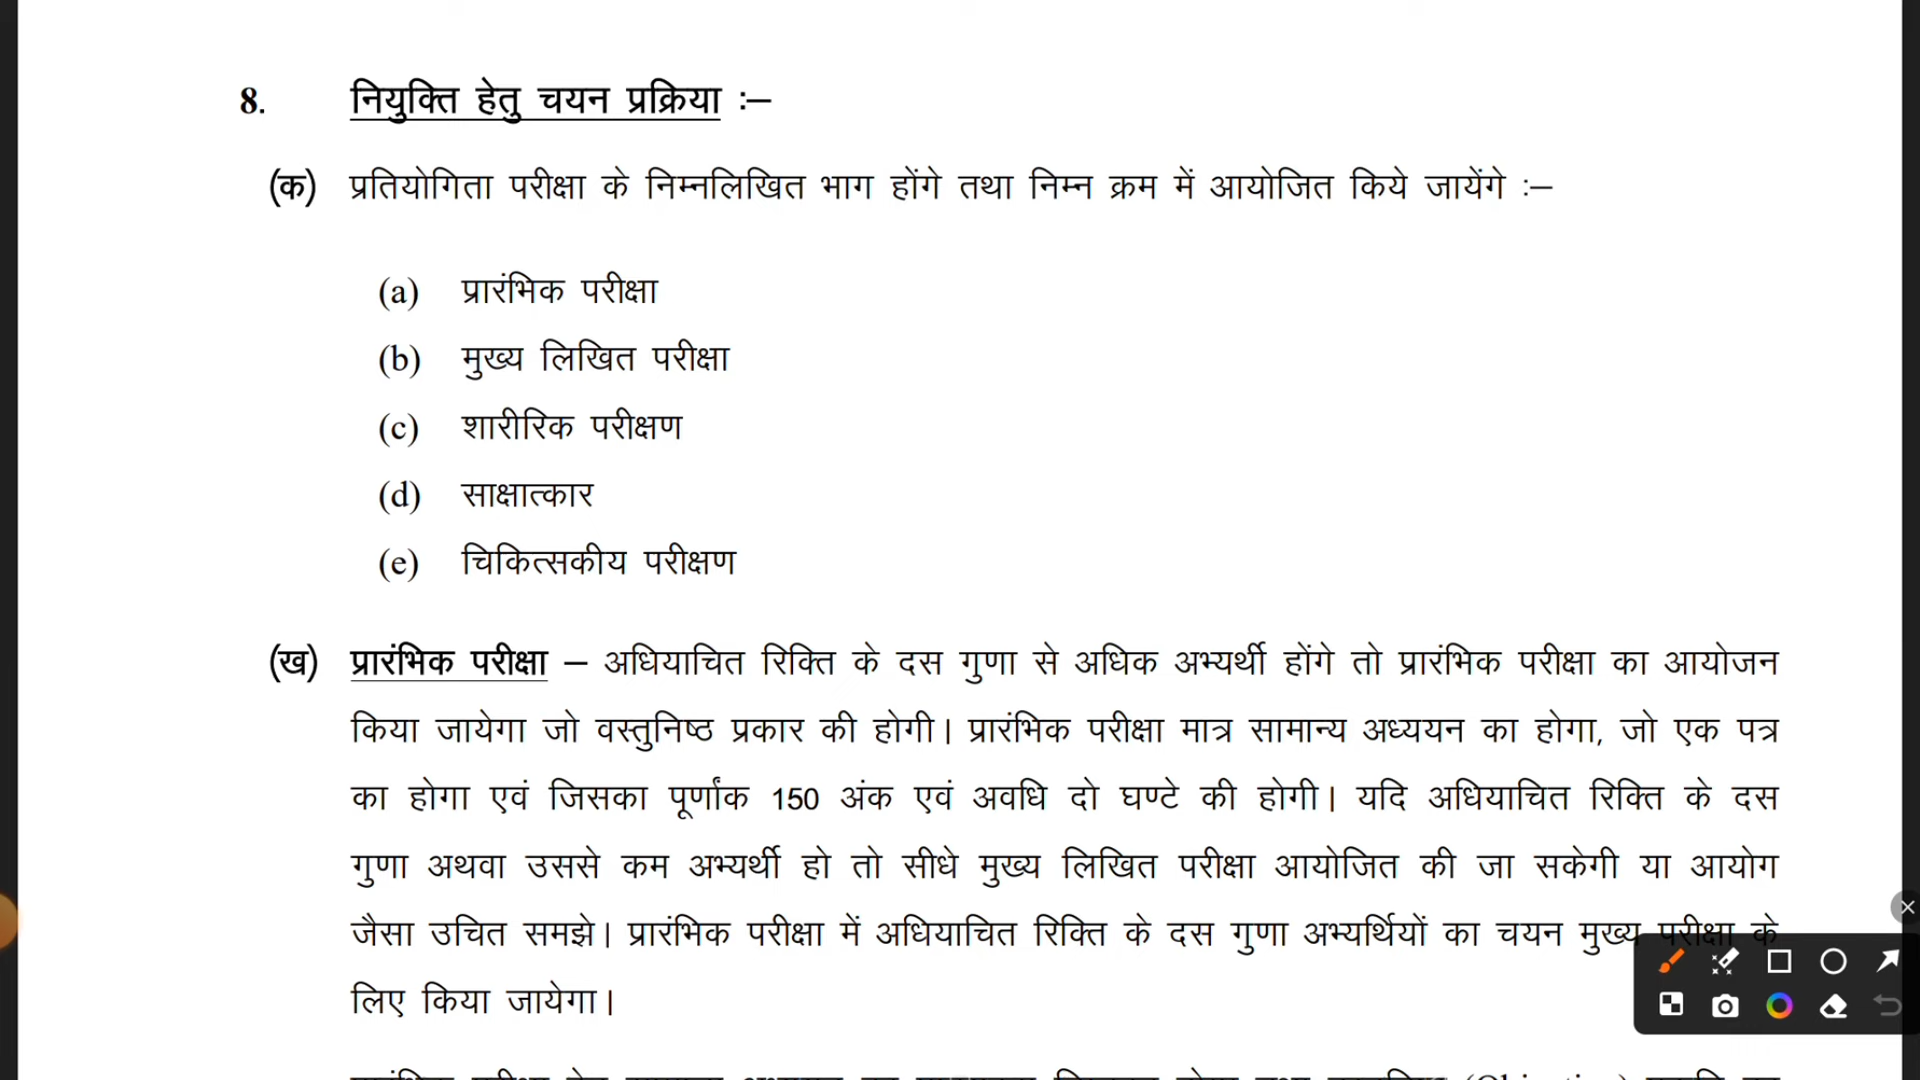 8. नियुक्ति हेतु चयन प्रक्रिया :–
(क) प्रतियोगिता परीक्षा के निम्नलिखित भाग होंगे तथा निम्न क्रम में आयोजित किये जायेंगे :–
(a) प्रारंभिक परीक्षा
(b) मुख्य लिखित परीक्षा
(c) शारीरिक परीक्षण
(d) साक्षात्कार
(e) चिकित्सकीय परीक्षण
(ख) प्रारंभिक परीक्षा – अधियाचित रिक्ति के दस गुणा से अधिक अभ्यर्थी होंगे तो प्रारंभिक परीक्षा का आयोजन
किया जायेगा जो वस्तुनिष्ठ प्रकार की होगी। प्रारंभिक परीक्षा मात्र सामान्य अध्ययन का होगा, जो एक पत्र
का होगा एवं जिसका पूर्णांक 150 अंक एवं अवधि दो घण्टे की होगी। यदि अधियाचित रिक्ति के दस
गुणा अथवा उससे कम अभ्यर्थी हो तो सीधे मुख्य लिखित परीक्षा आयोजित की जा सकेगी या आयोग
जैसा उचित समझे। प्रारंभिक परीक्षा में अधियाचित रिक्ति के दस गुणा अभ्यर्थियों का चयन मुख्य परीक्षा के
लिए किया जायेगा।